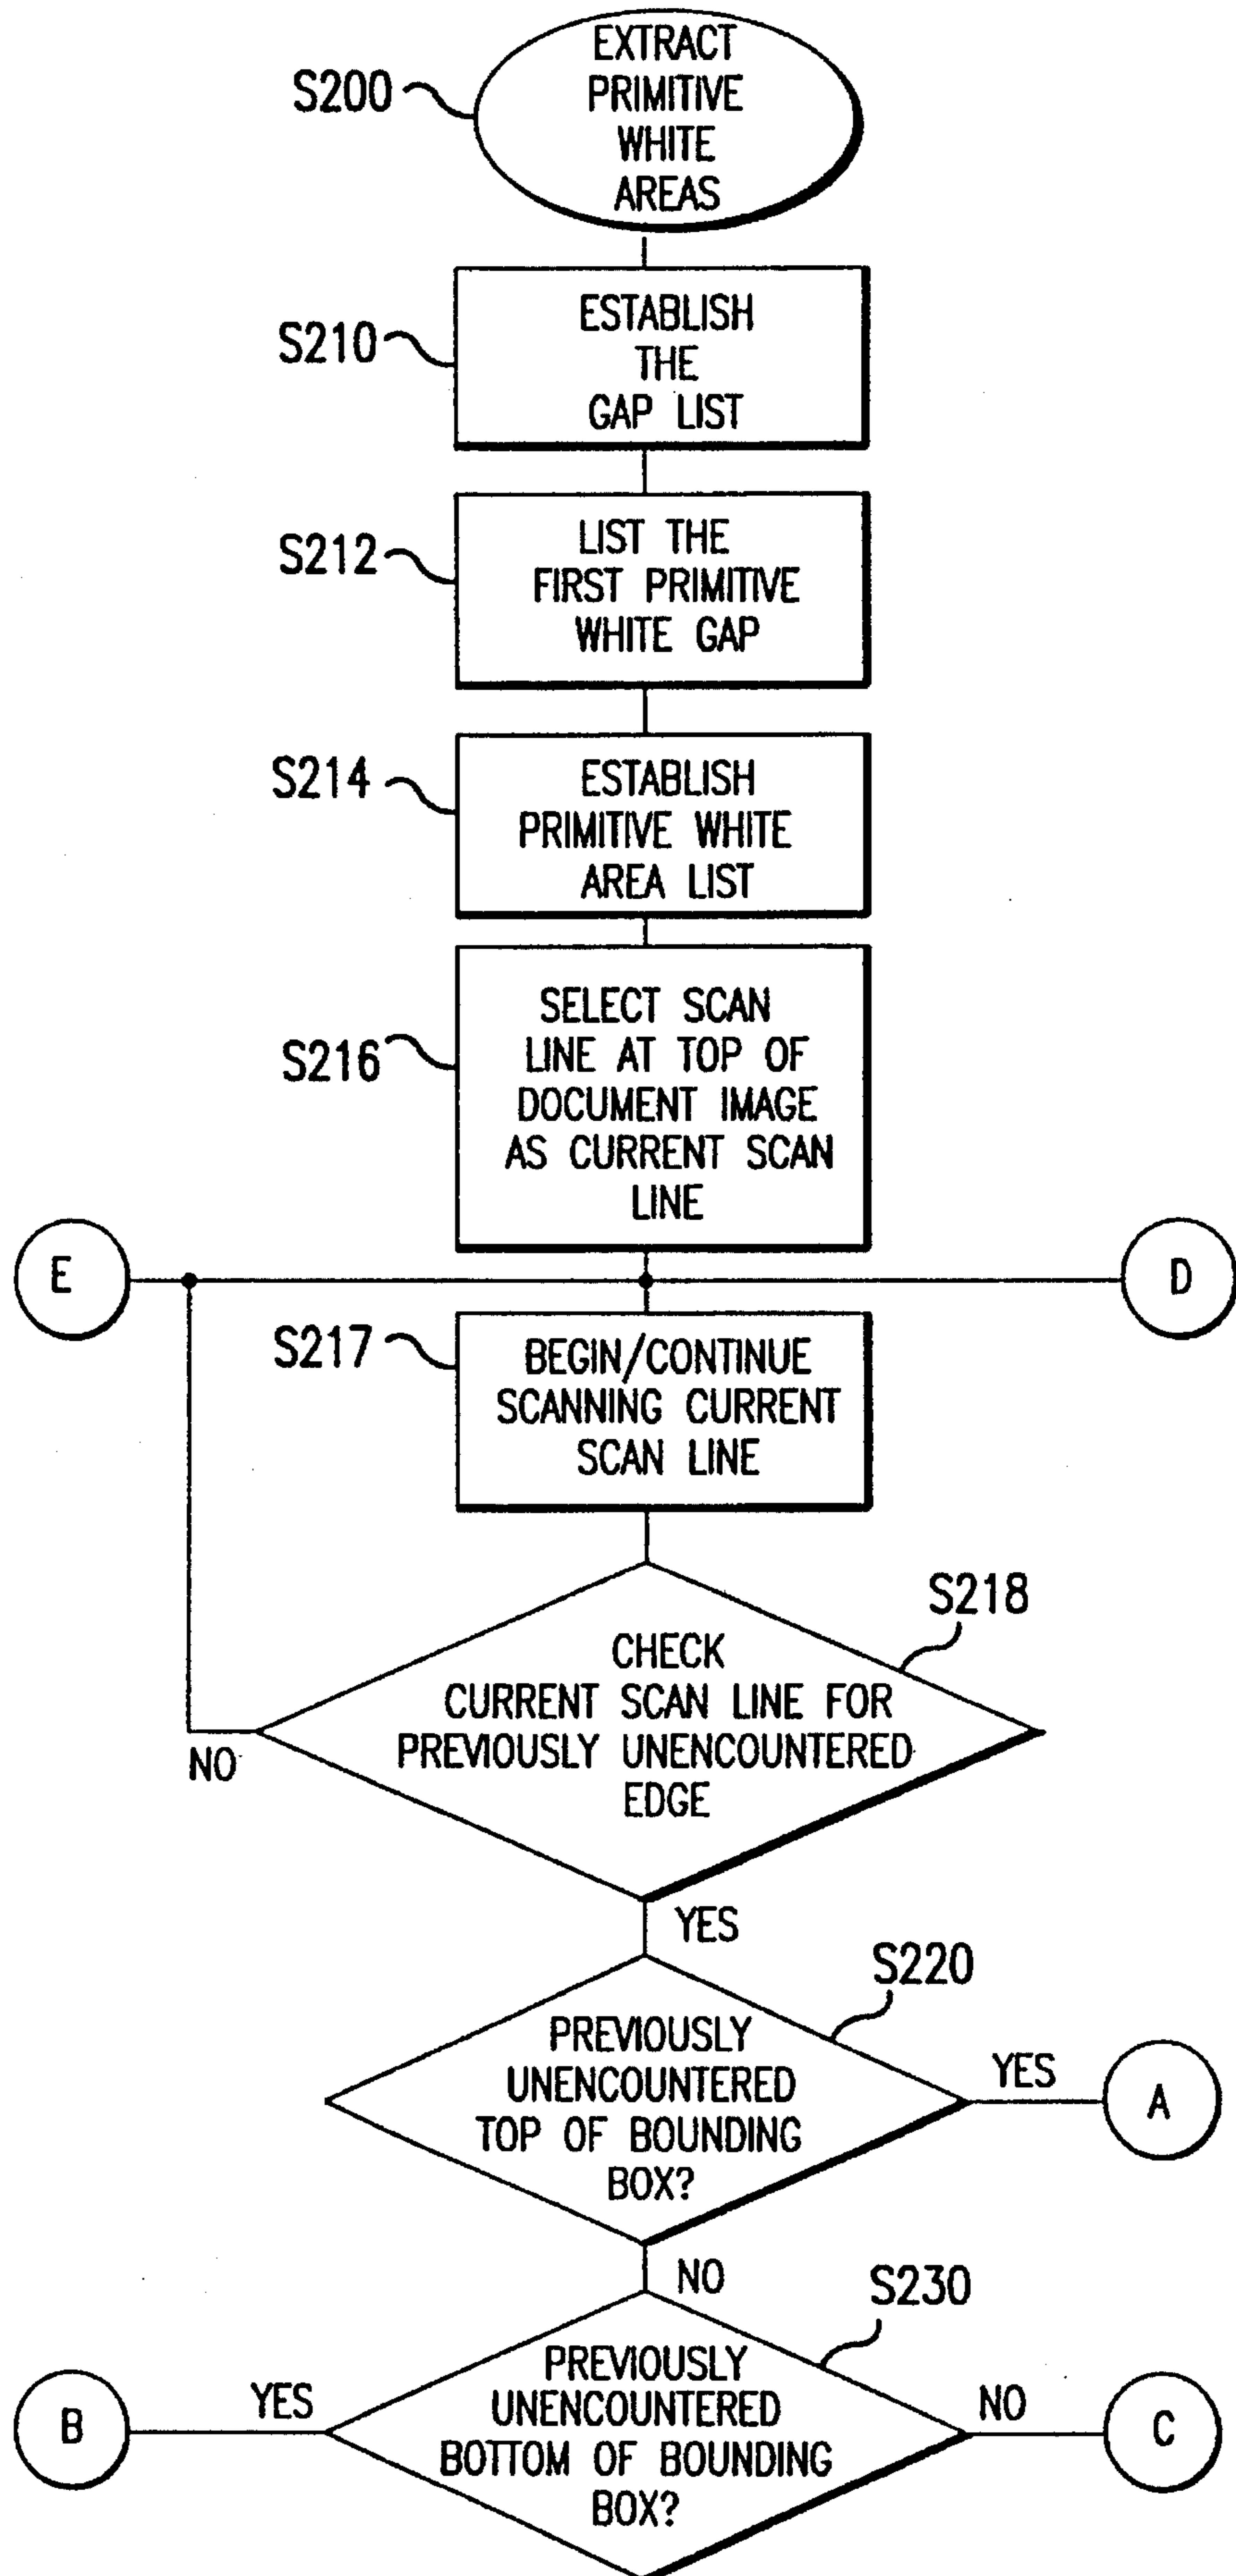 EXTRACT
PRIMITIVE
WHITE
AREAS
S200
ESTABLISH
THE
GAP LIST
S210
LIST THE
FIRST PRIMITIVE
WHITE GAP
S212
ESTABLISH
PRIMITIVE WHITE
AREA LIST
S214
SELECT SCAN
LINE AT TOP OF
DOCUMENT IMAGE
AS CURRENT SCAN
LINE
S216
E
D
S217
BEGIN/CONTINUE
SCANNING CURRENT
SCAN LINE
S218
CHECK
CURRENT SCAN LINE FOR
PREVIOUSLY UNENCOUNTERED
EDGE
NO
YES
S220
PREVIOUSLY
UNENCOUNTERED
TOP OF BOUNDING
BOX?
YES
A
NO
S230
PREVIOUSLY
UNENCOUNTERED
BOTTOM OF BOUNDING
BOX?
YES
B
NO
C